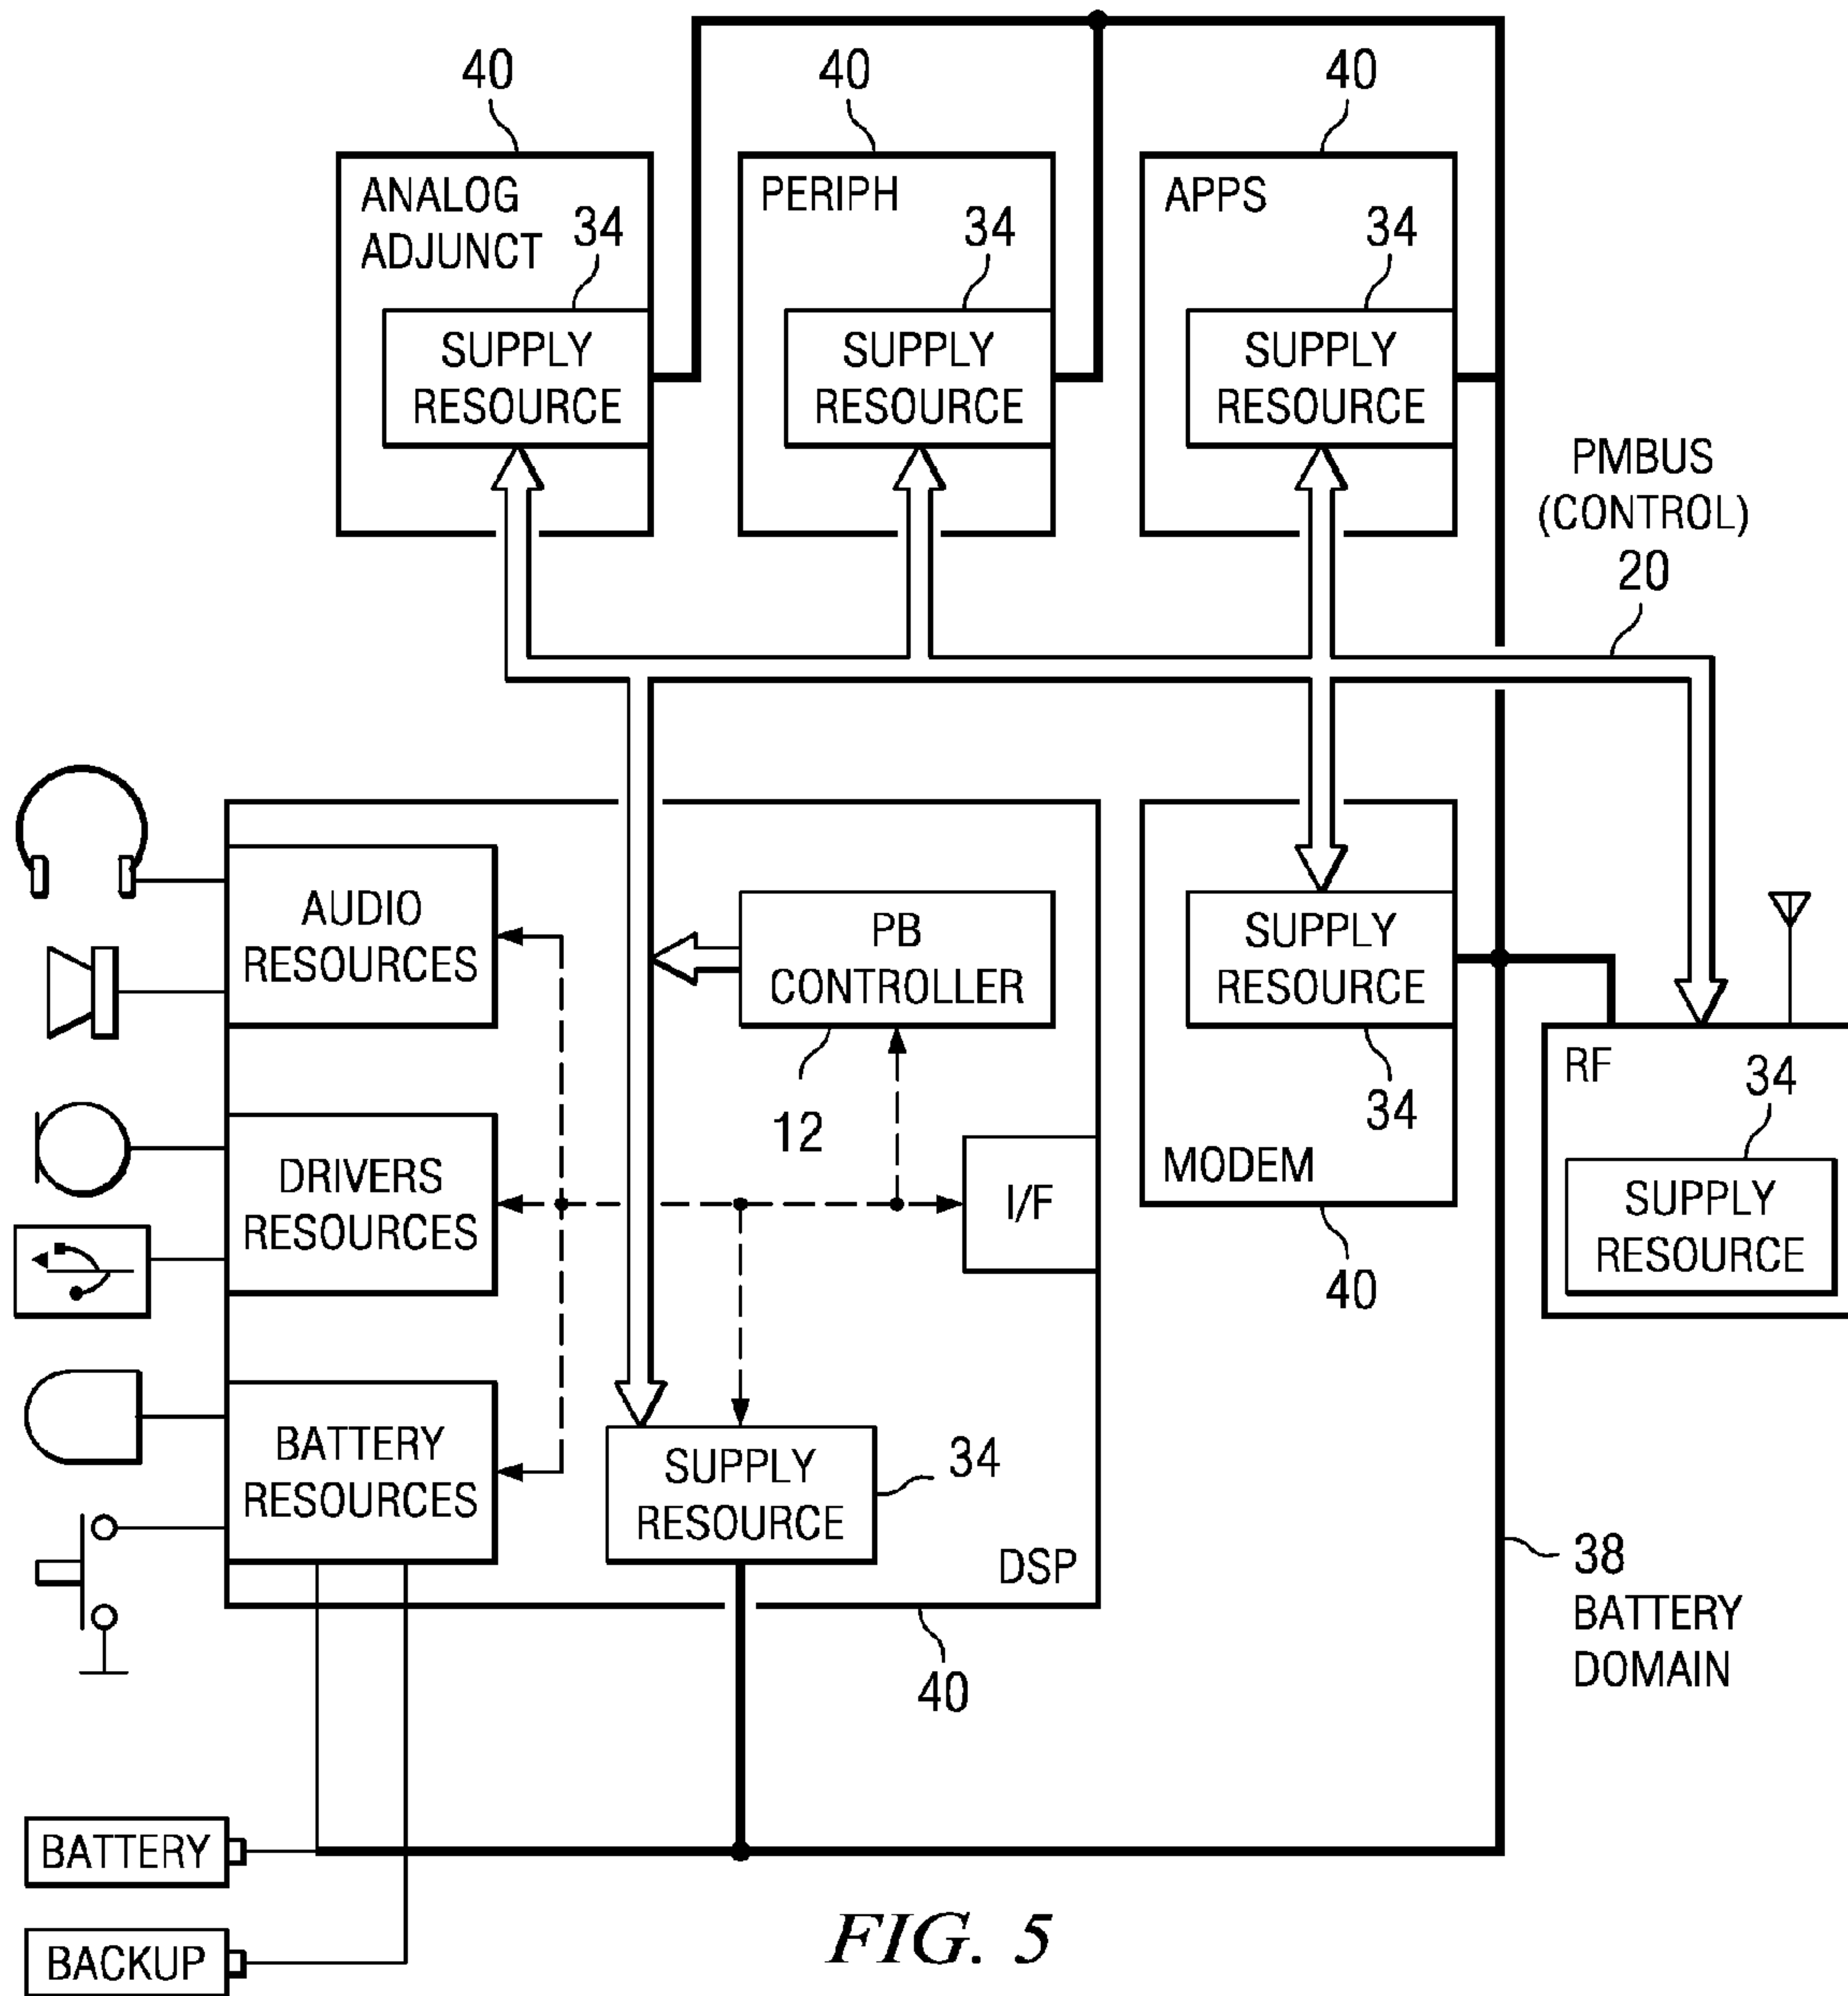 40
40
40
ANALOG
ADJUNCT
34
SUPPLY
RESOURCE
PERIPH
34
SUPPLY
RESOURCE
APPS
34
SUPPLY
RESOURCE
PMBUS
(CONTROL)
20
AUDIO
RESOURCES
PB
CONTROLLER
12
SUPPLY
RESOURCE
34
MODEM
40
RF
34
SUPPLY
RESOURCE
DRIVERS
RESOURCES
I/F
BATTERY
RESOURCES
SUPPLY
RESOURCE
34
DSP
40
38
BATTERY
DOMAIN
BATTERY
BACKUP
FIG. 5